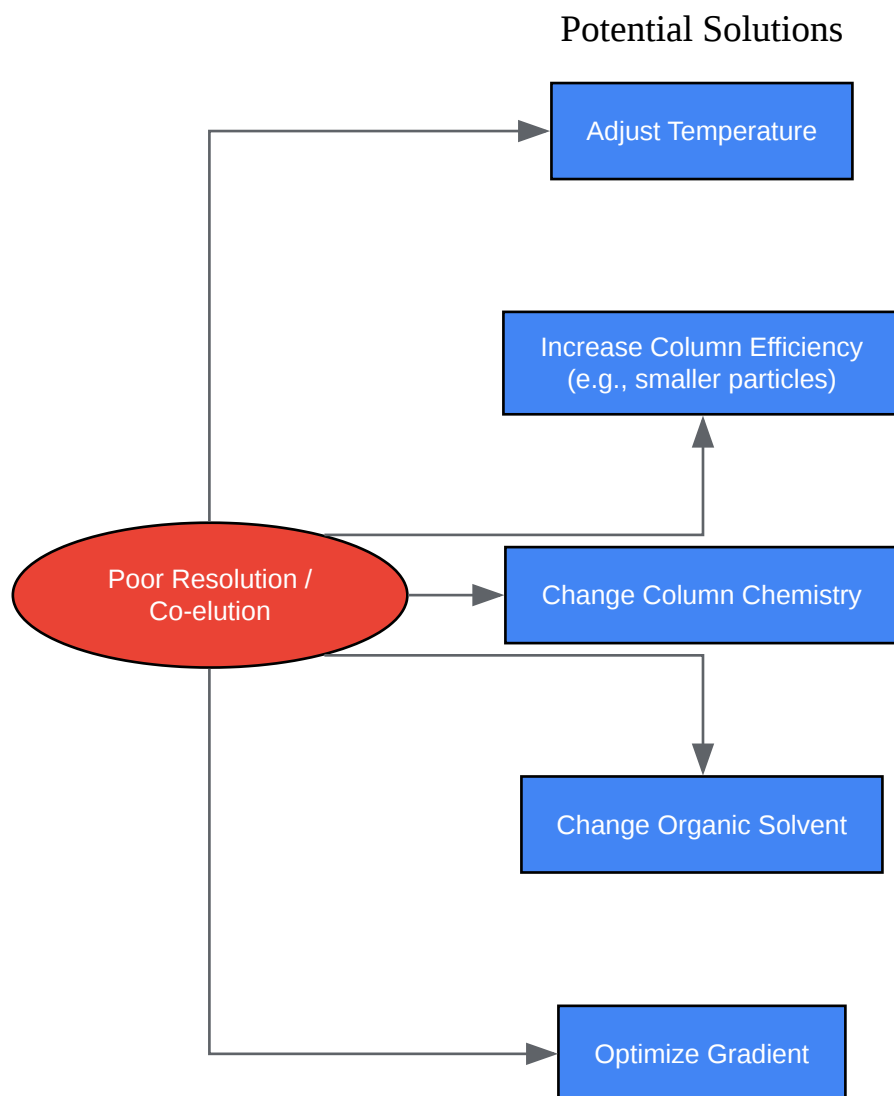 Potential Solutions
Adjust Temperature
Increase Column Efficiency
(e.g., smaller particles)
Poor Resolution /
Co-elution
Change Column Chemistry
Change Organic Solvent
Optimize Gradient